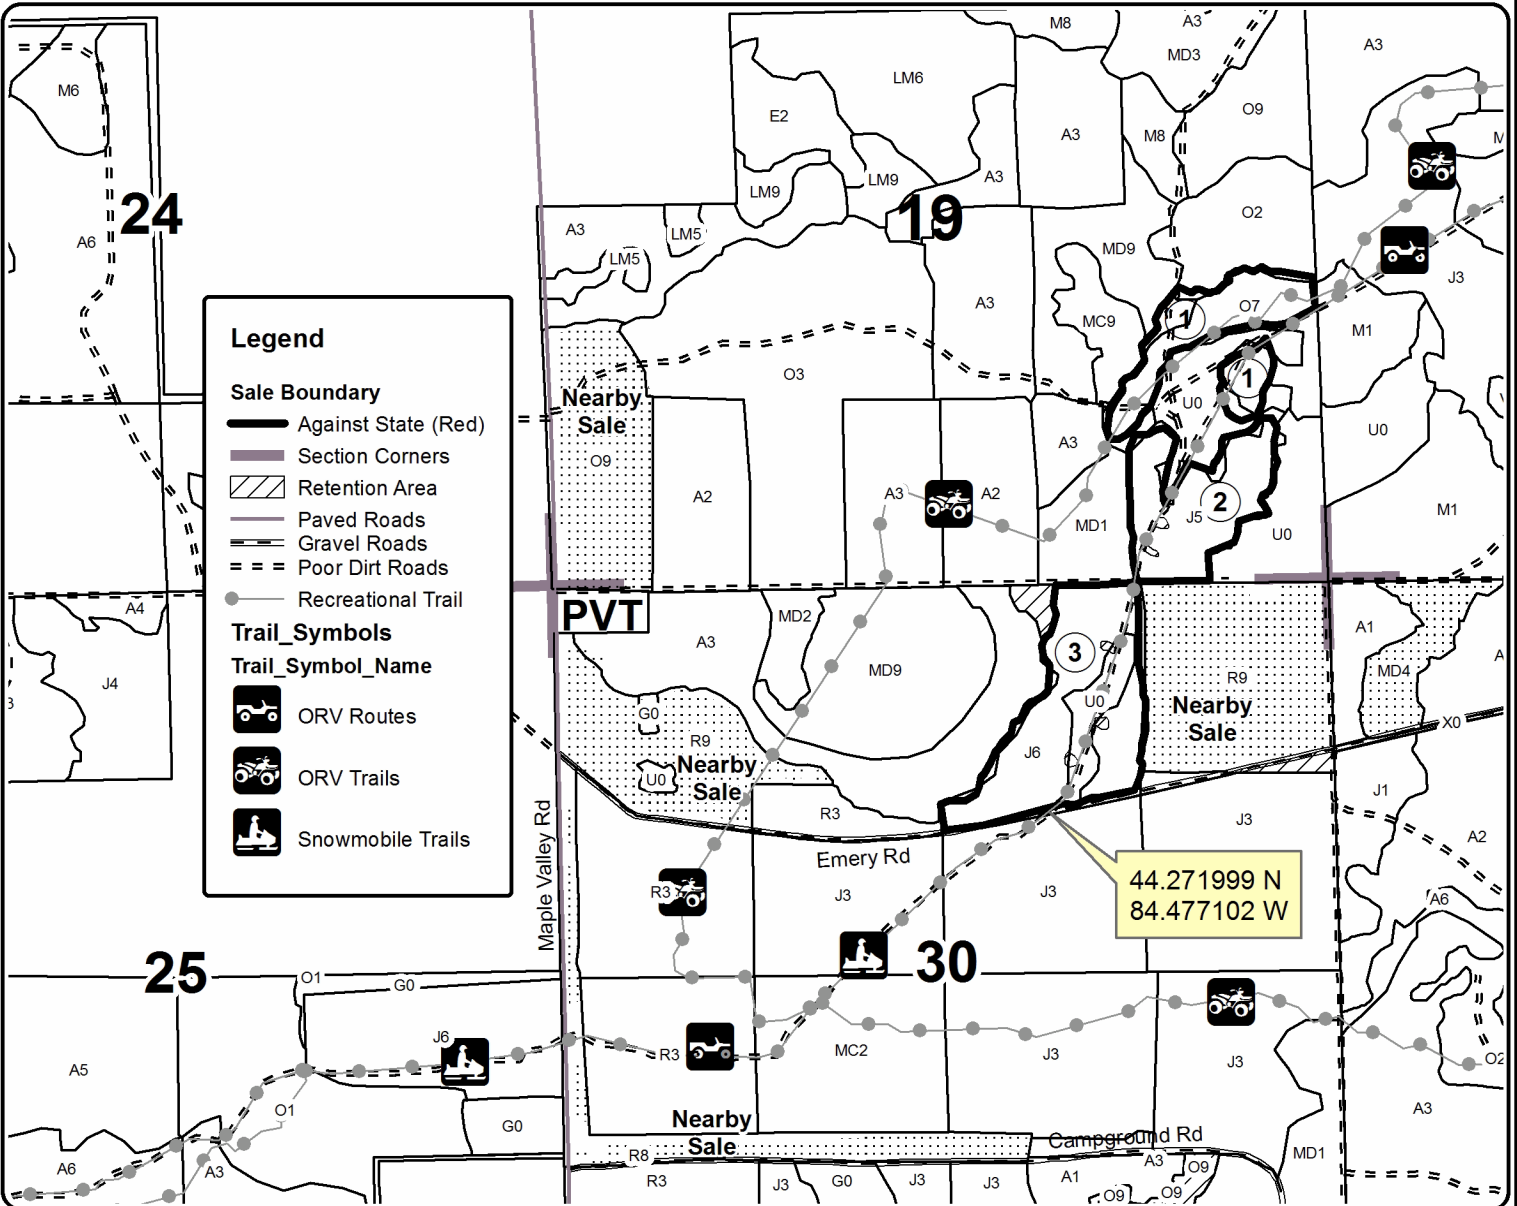 M8
A3
MD3
A3
M6
LM6
E2
O9
A3
M8
M
LM9
LM9
A3
24
19
A6
A3
LM5
LM5
O2
MD9
J3
A3
MC9
1
O7
M1
O3
1
U0
Nearby
Sale
O9
A3
U0
A2
A3
A2
MD1
J5
2
U0
M1
Legend
Sale Boundary
Against State (Red)
Section Corners
Retention Area
Paved Roads
Gravel Roads
Poor Dirt Roads
Recreational Trail
Trail_Symbols
Trail_Symbol_Name
ORV Routes
ORV Trails
Snowmobile Trails
A4
J4
PVT
A3
MD2
MD9
3
R9
Nearby
Sale
A1
MD4
A
X0
G0
R9
Nearby
Sale
U0
U0
J6
R3
J1
J3
A2
Maple Valley Rd
Emery Rd
44.271999 N
84.477102 W
R3
J3
J3
A6
25
30
O1
G0
J6
A5
O1
G0
R3
MC2
J3
J3
O2
A3
A6
A3
Nearby
Sale
Campground Rd
R8
R3
J3
G0
J3
J3
A1
A3
O9
O9
O9
MD1